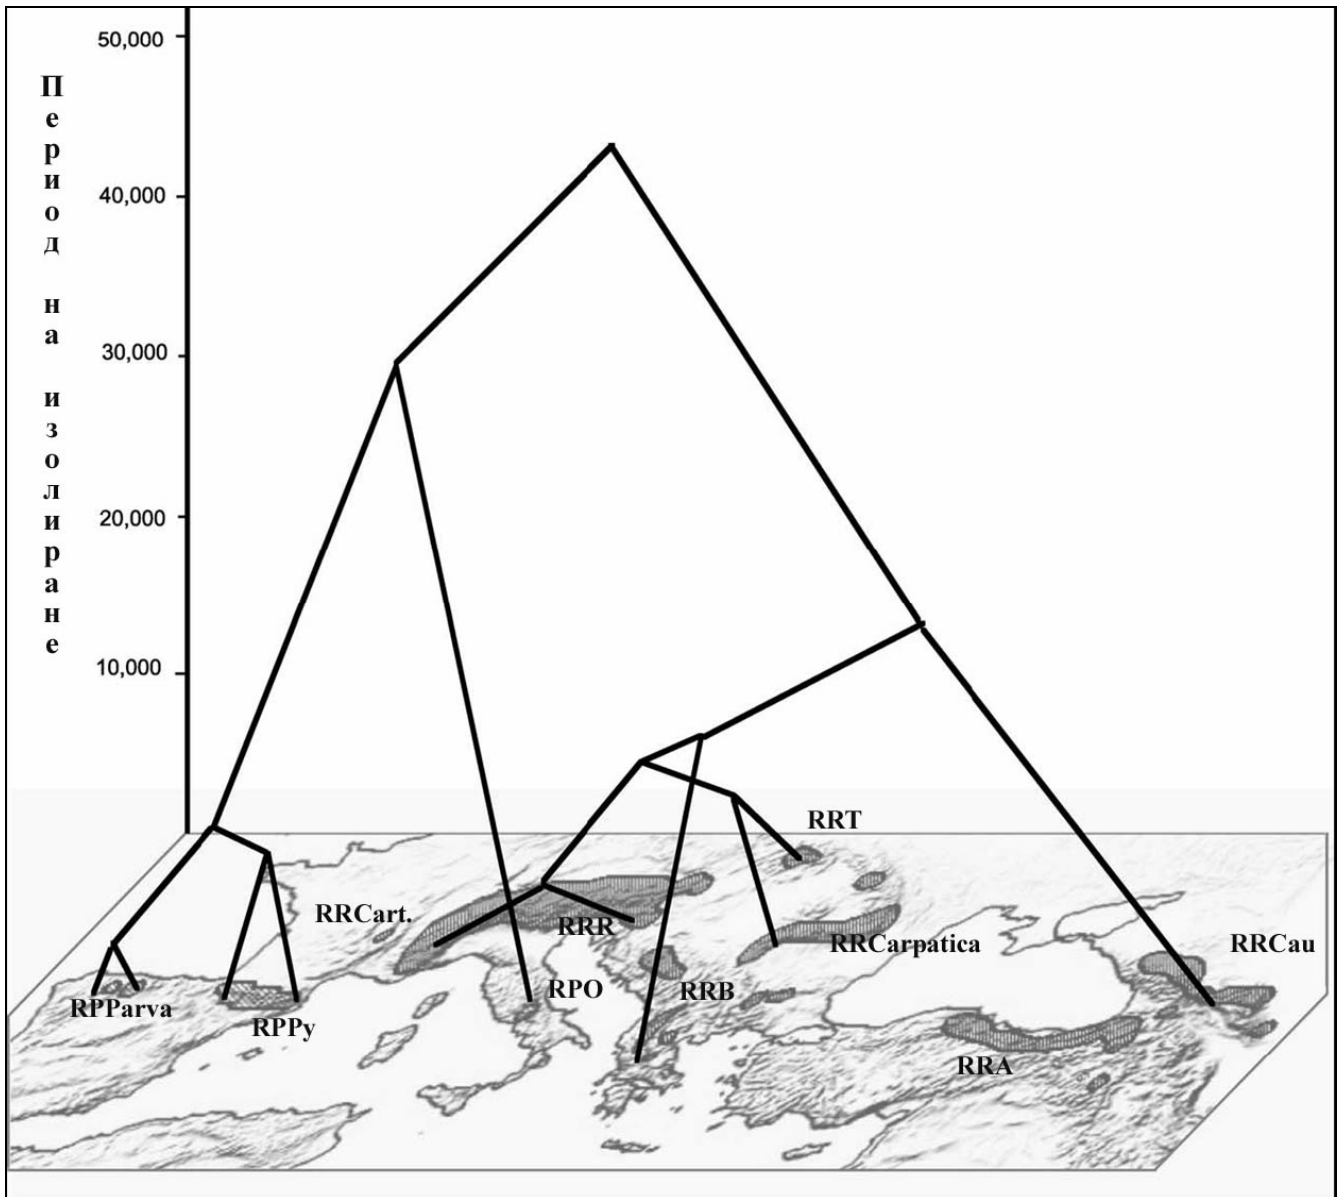 50,000
40,000
30,000
20,000
10,000
Период на изолиране
RRT
RRCart.
RRR
RRCarpatica
RRCau
RPParva
RPO
RRB
RPPy
RRA